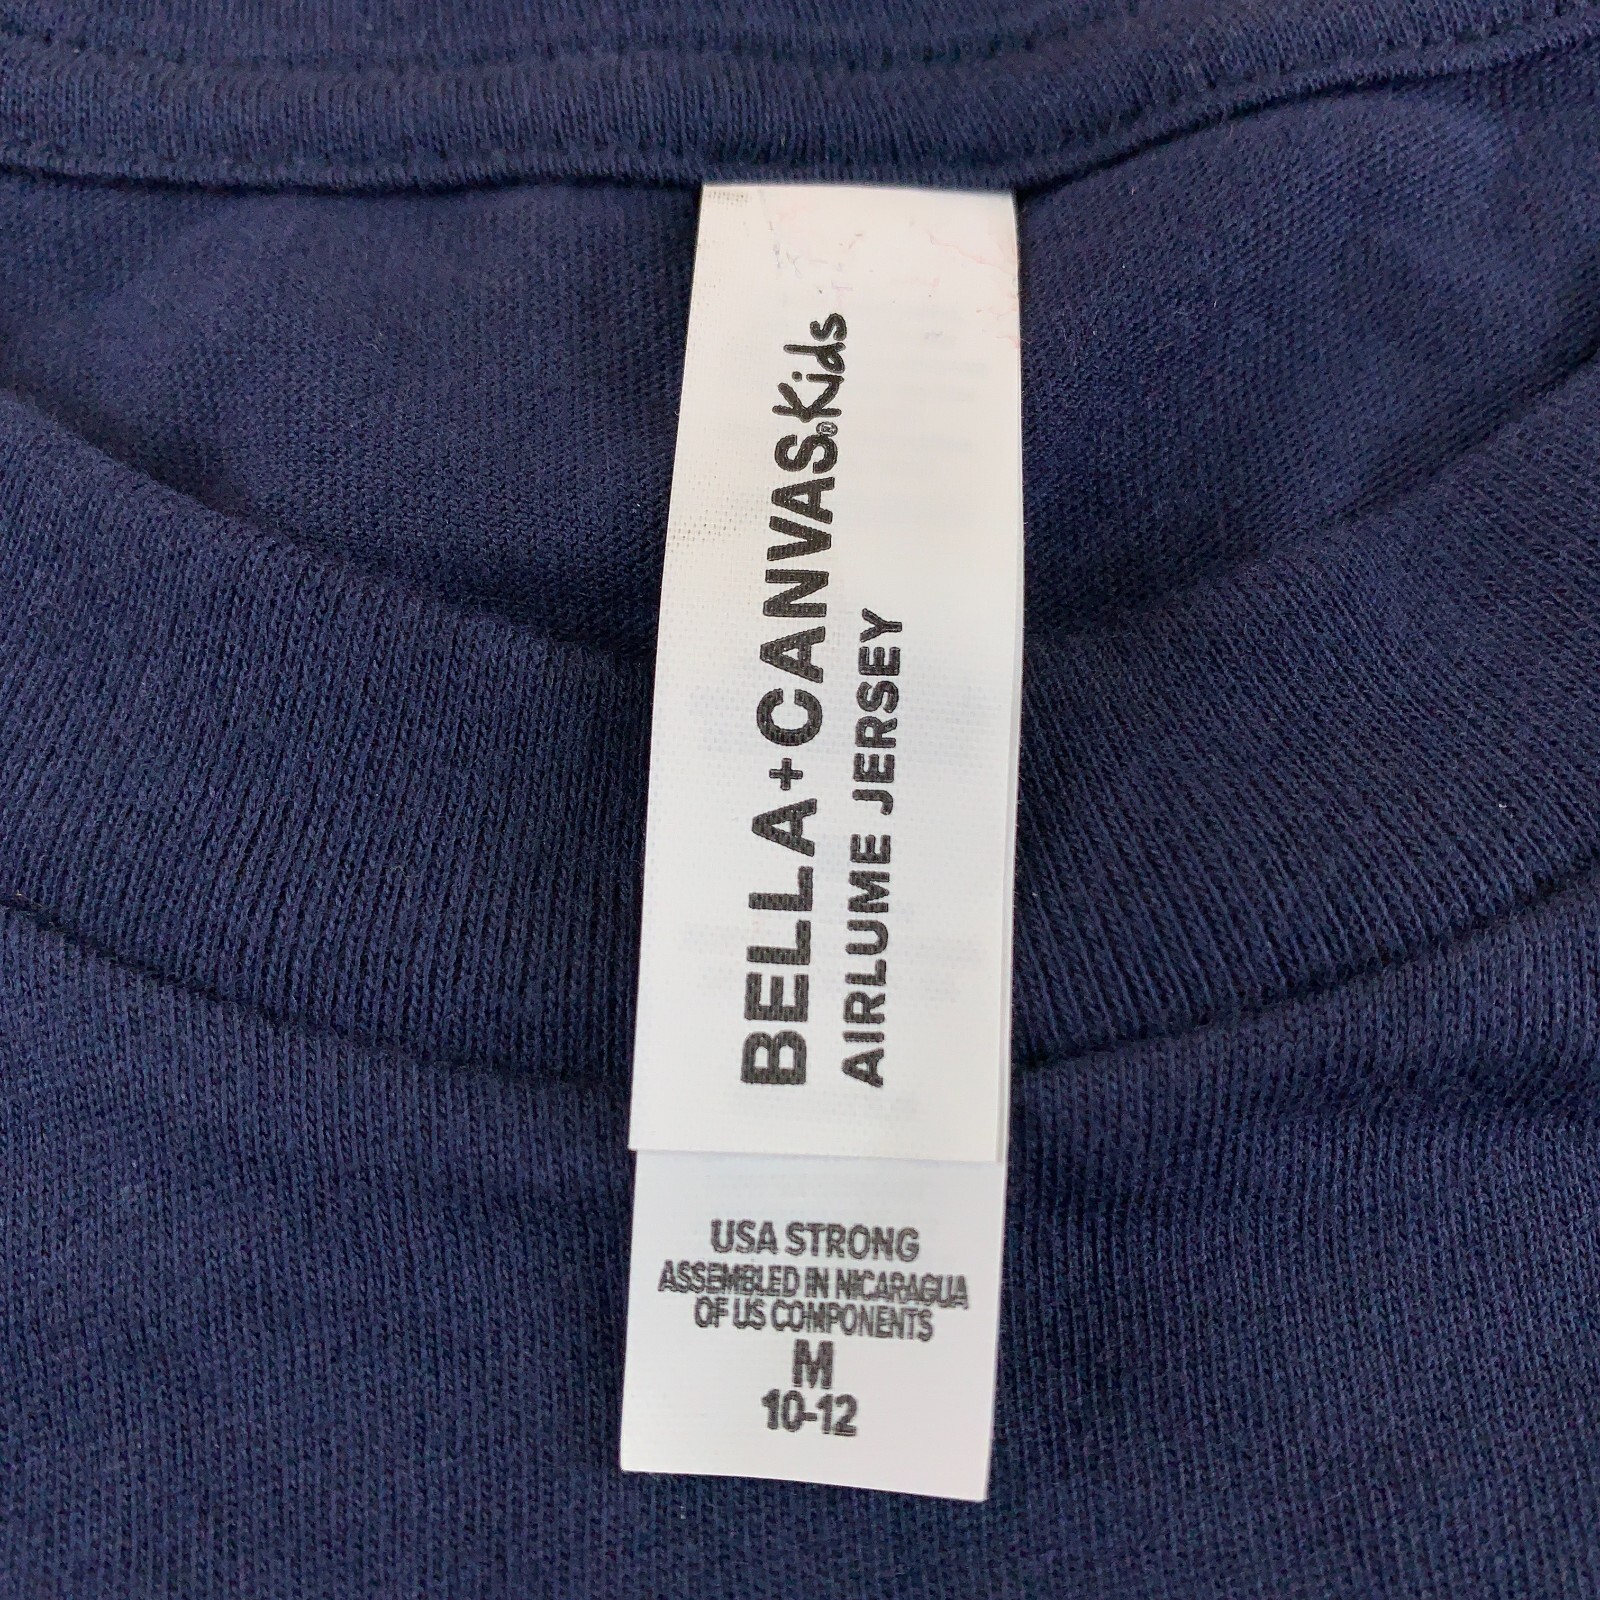 BELLA+CANVAS®Kids
AIRLUME JERSEY
USA STRONG
ASSEMBLED IN NICARAGUA
OF US COMPONENTS
M
10-12